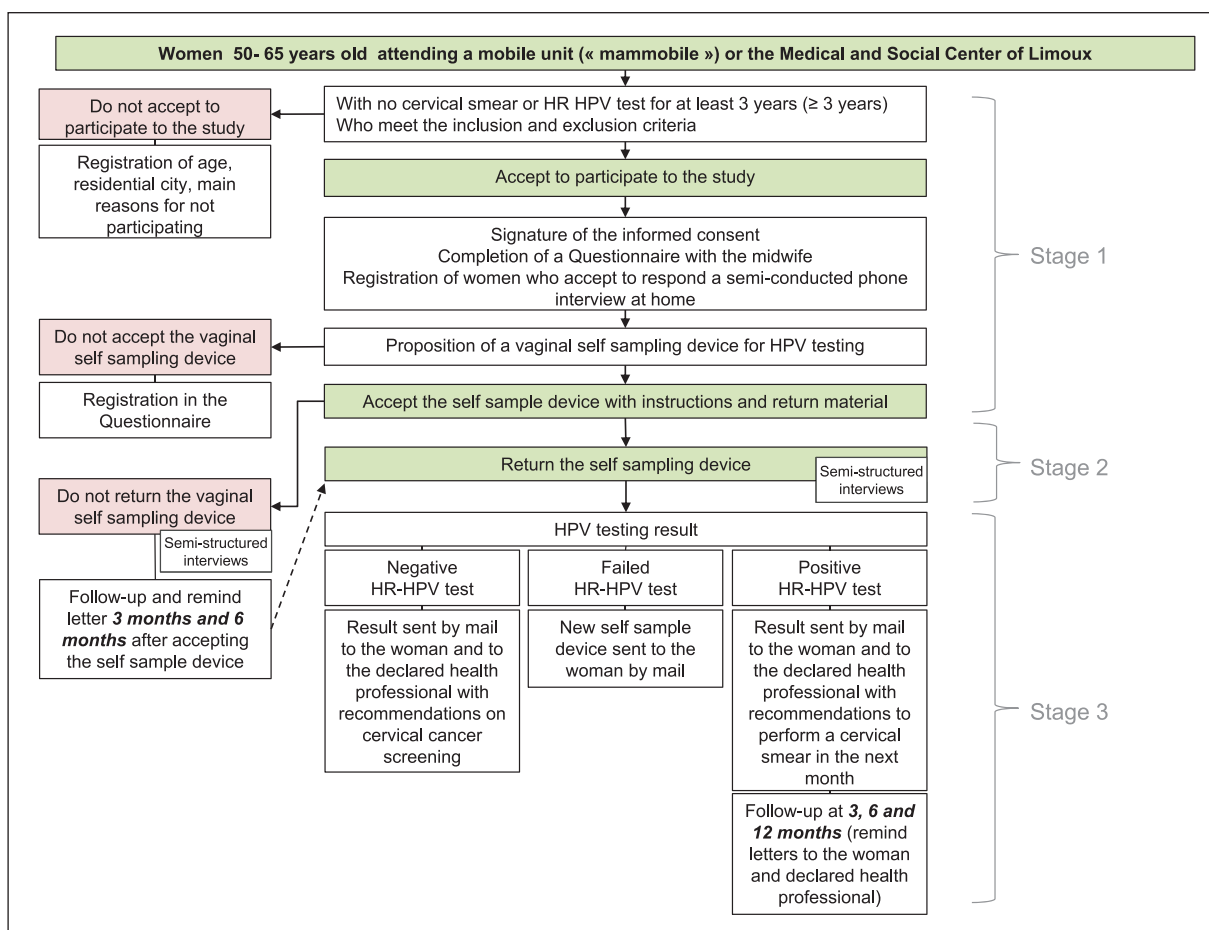 Women 50- 65 years old attending a mobile unit (« mammobile ») or the Medical and Social Center of Limoux
Do not accept to
participate to the study
Registration of age,
residential city, main
reasons for not
participating
With no cervical smear or HR HPV test for at least 3 years (≥ 3 years)
Who meet the inclusion and exclusion criteria
Accept to participate to the study
Signature of the informed consent
Completion of a Questionnaire with the midwife
Registration of women who accept to respond a semi-conducted phone
interview at home
Stage 1
Do not accept the vaginal
self sampling device
Registration in the
Questionnaire
Proposition of a vaginal self sampling device for HPV testing
Accept the self sample device with instructions and return material
Return the self sampling device
Semi-structured
interviews
Stage 2
Do not return the vaginal
self sampling device
Semi-structured
interviews
Follow-up and remind
letter 3 months and 6
months after accepting
the self sample device
HPV testing result
Negative
HR-HPV test
Result sent by mail
to the woman and to
the declared health
professional with
recommendations on
cervical cancer
screening
Failed
HR-HPV test
New self sample
device sent to the
woman by mail
Positive
HR-HPV test
Result sent by mail
to the woman and to
the declared health
professional with
recommendations to
perform a cervical
smear in the next
month
Follow-up at 3, 6 and
12 months (remind
letters to the woman
and declared health
professional)
Stage 3